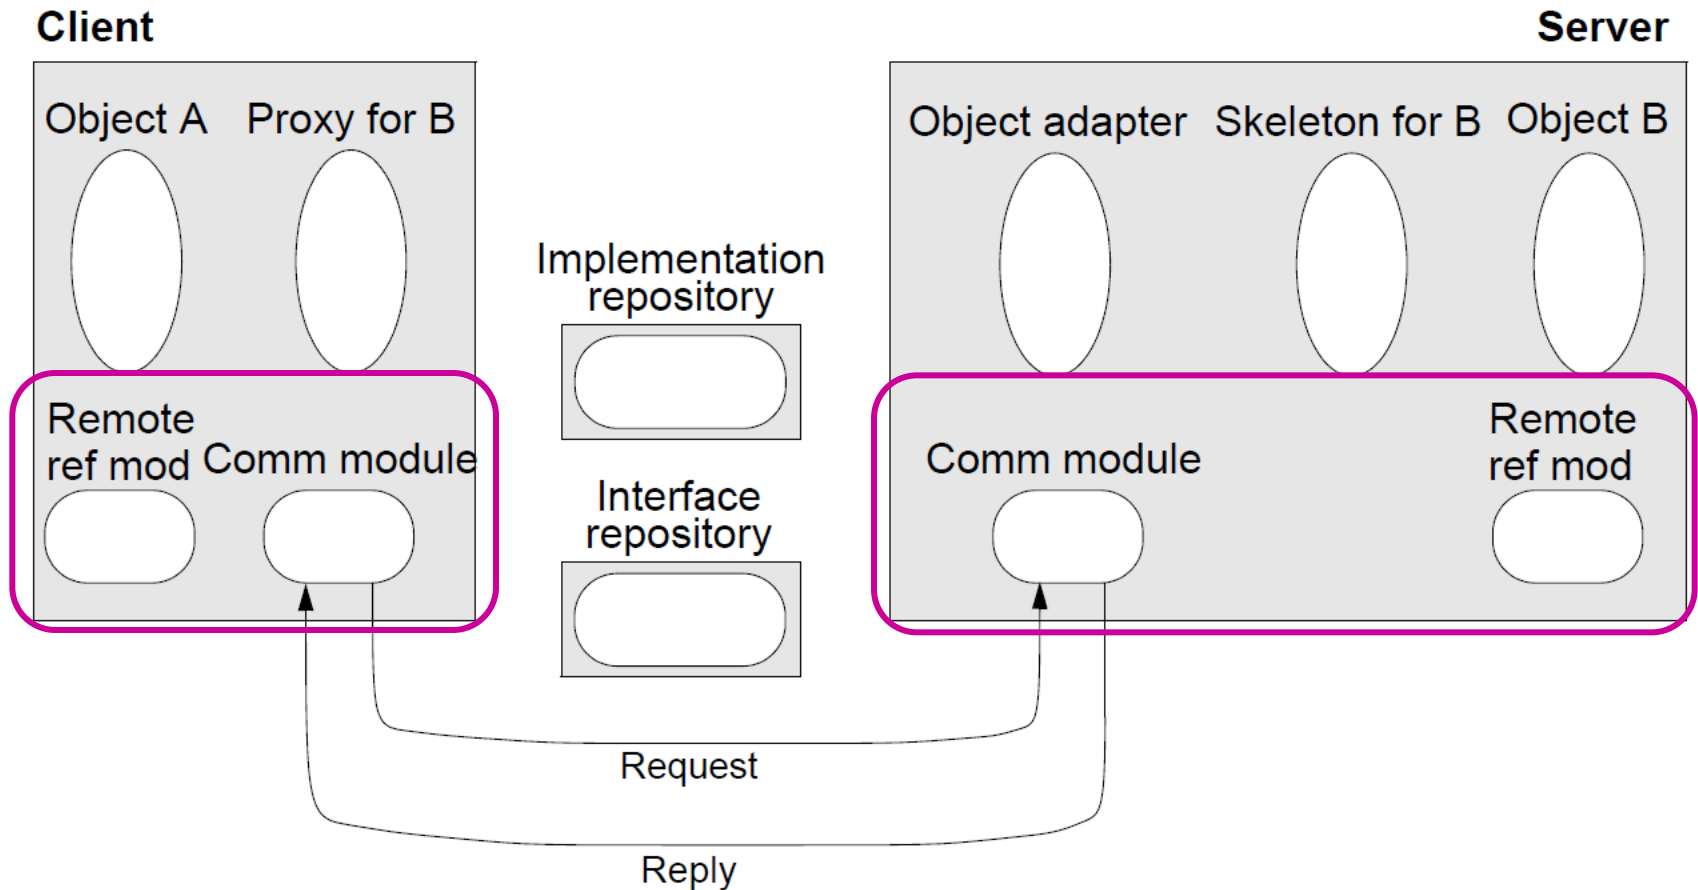 Client
Server
Object A
Proxy for B
Object adapter
Skeleton for B
Object B
Implementation
repository
Remote
ref mod
Comm module
Interface
repository
Comm module
Remote
ref mod
Request
Reply